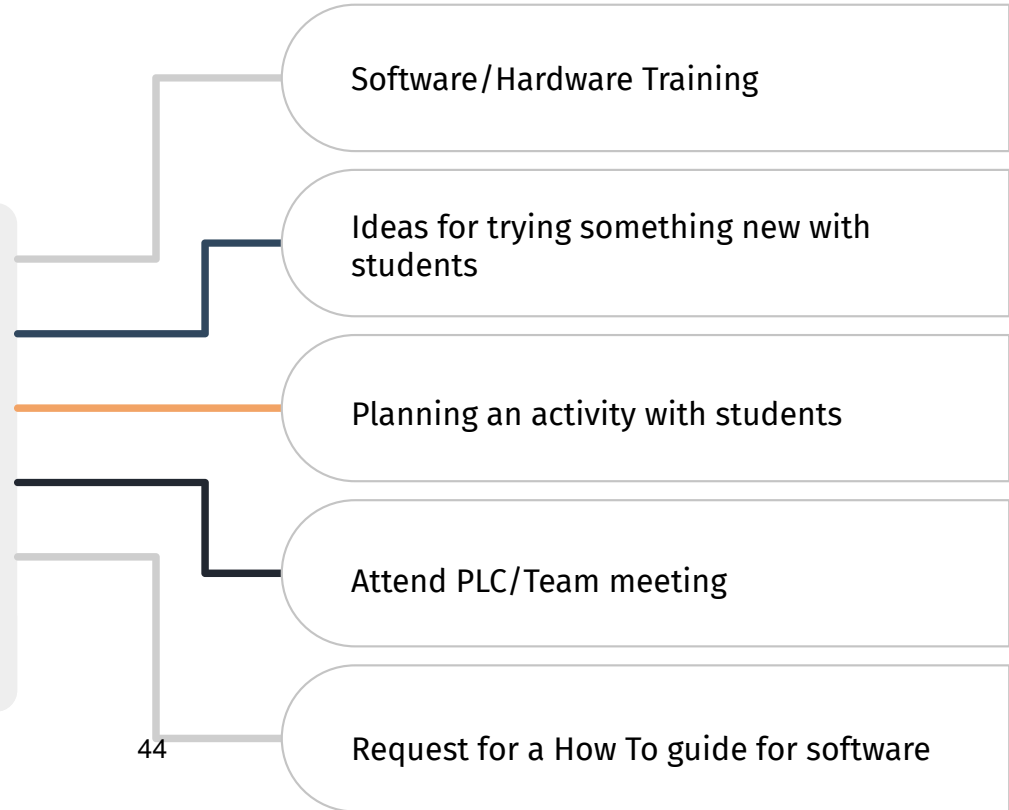 Software/Hardware Training
Ideas for trying something new with
students
Planning an activity with students
Attend PLC/Team meeting
Request for a How To guide for software
44